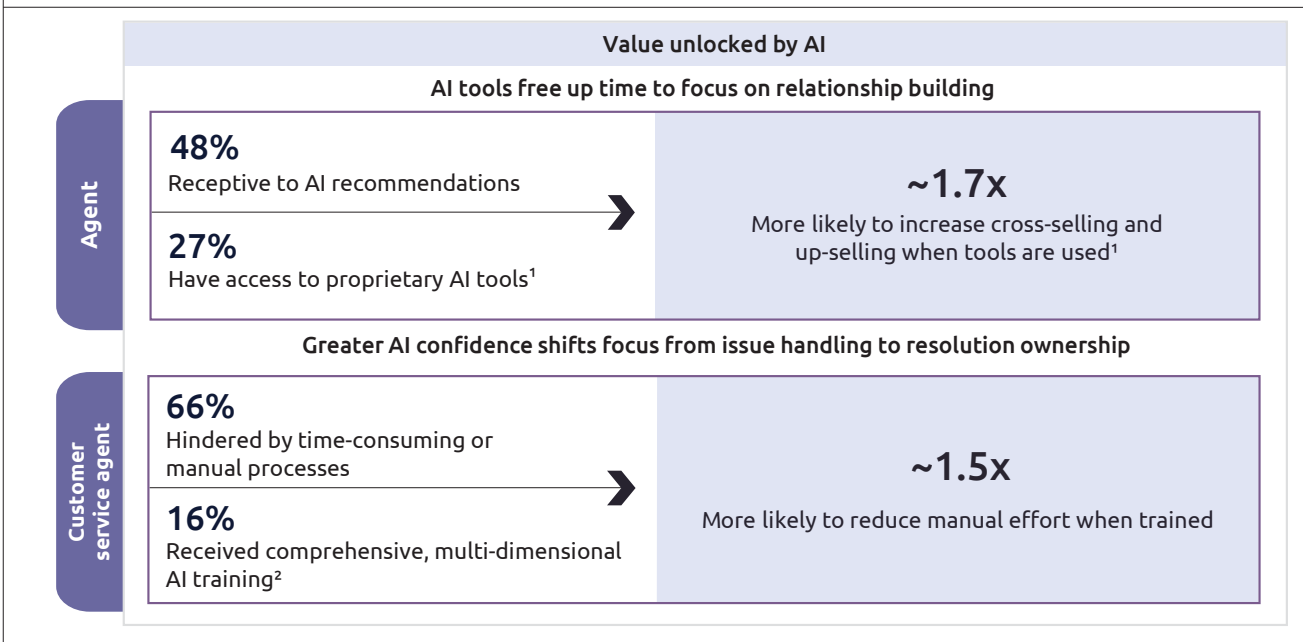 Value unlocked by AI
AI tools free up time to focus on relationship building
Agent
48%
Receptive to AI recommendations
27%
Have access to proprietary AI tools¹
~1.7x
More likely to increase cross-selling and
up-selling when tools are used¹
Greater AI confidence shifts focus from issue handling to resolution ownership
Customer
service agent
66%
Hindered by time-consuming or
manual processes
16%
Received comprehensive, multi-dimensional
AI training²
~1.5x
More likely to reduce manual effort when trained